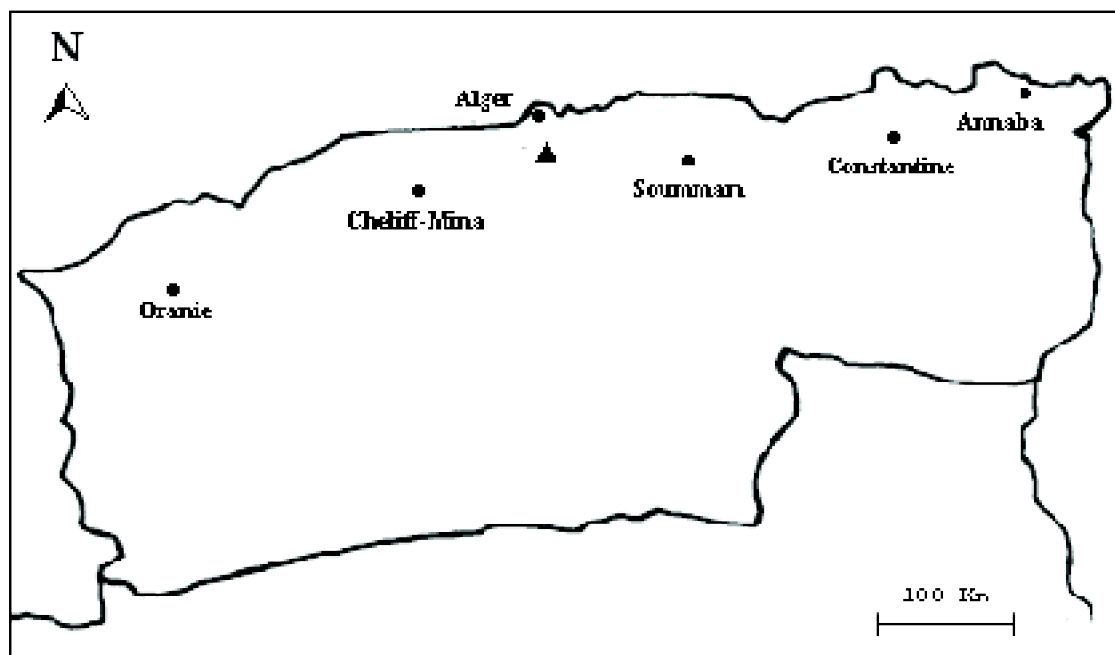 N
Alger
Annaba
Constantine
Soummam
Cheliff-Mina
Oranie
100 Km